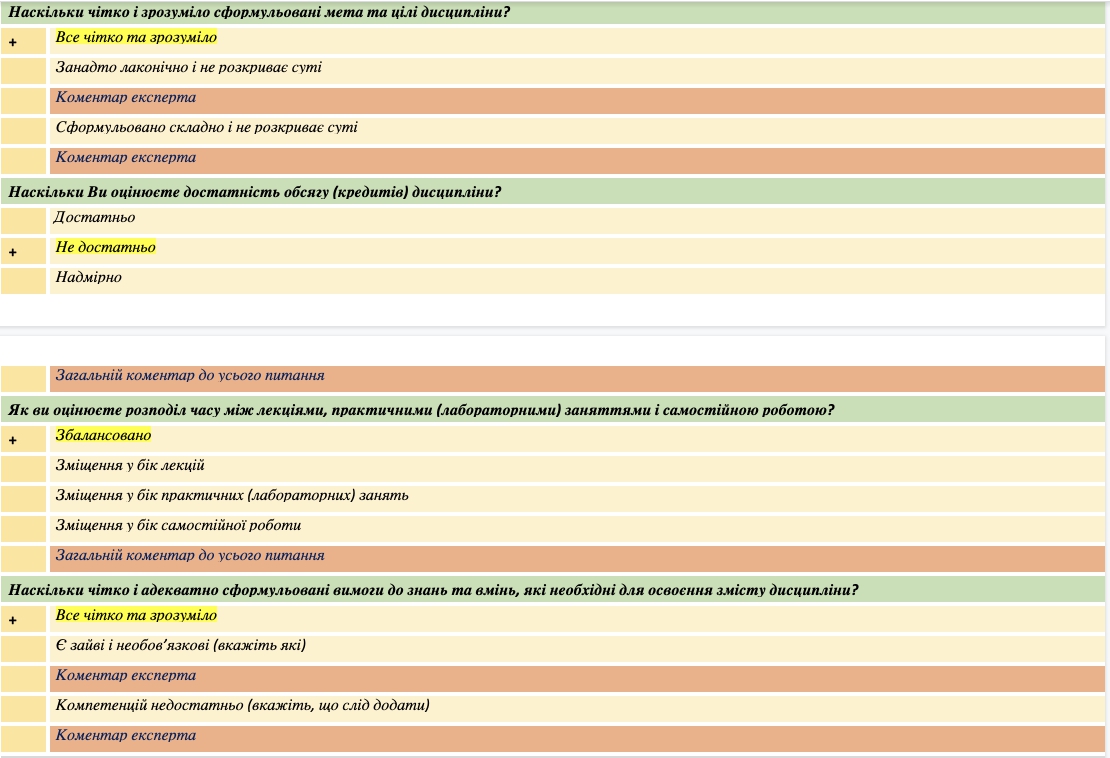 Наскільки чітко і зрозуміло сформульовані мета та цілі дисципліни?
+ Все чітко та зрозуміло
Занадто лаконічно і не розкриває суті
Коментар експерта
Сформульовано складно і не розкриває суті
Коментар експерта
Наскільки Ви оцінюєте достатність обсягу (кредитів) дисципліни?
Достатньо
+ Не достатньо
Надмірно
Загальній коментар до усього питання
Як ви оцінюєте розподіл часу між лекціями, практичними (лабораторними) заняттями і самостійною роботою?
+ Збалансовано
Зміщення у бік лекцій
Зміщення у бік практичних (лабораторних) занять
Зміщення у бік самостійної роботи
Загальній коментар до усього питання
Наскільки чітко і адекватно сформульовані вимоги до знань та вмінь, які необхідні для освоєння змісту дисципліни?
+ Все чітко та зрозуміло
Є зайві і необов’язкові (вкажіть які)
Коментар експерта
Компетенцій недостатньо (вкажіть, що слід додати)
Коментар експерта